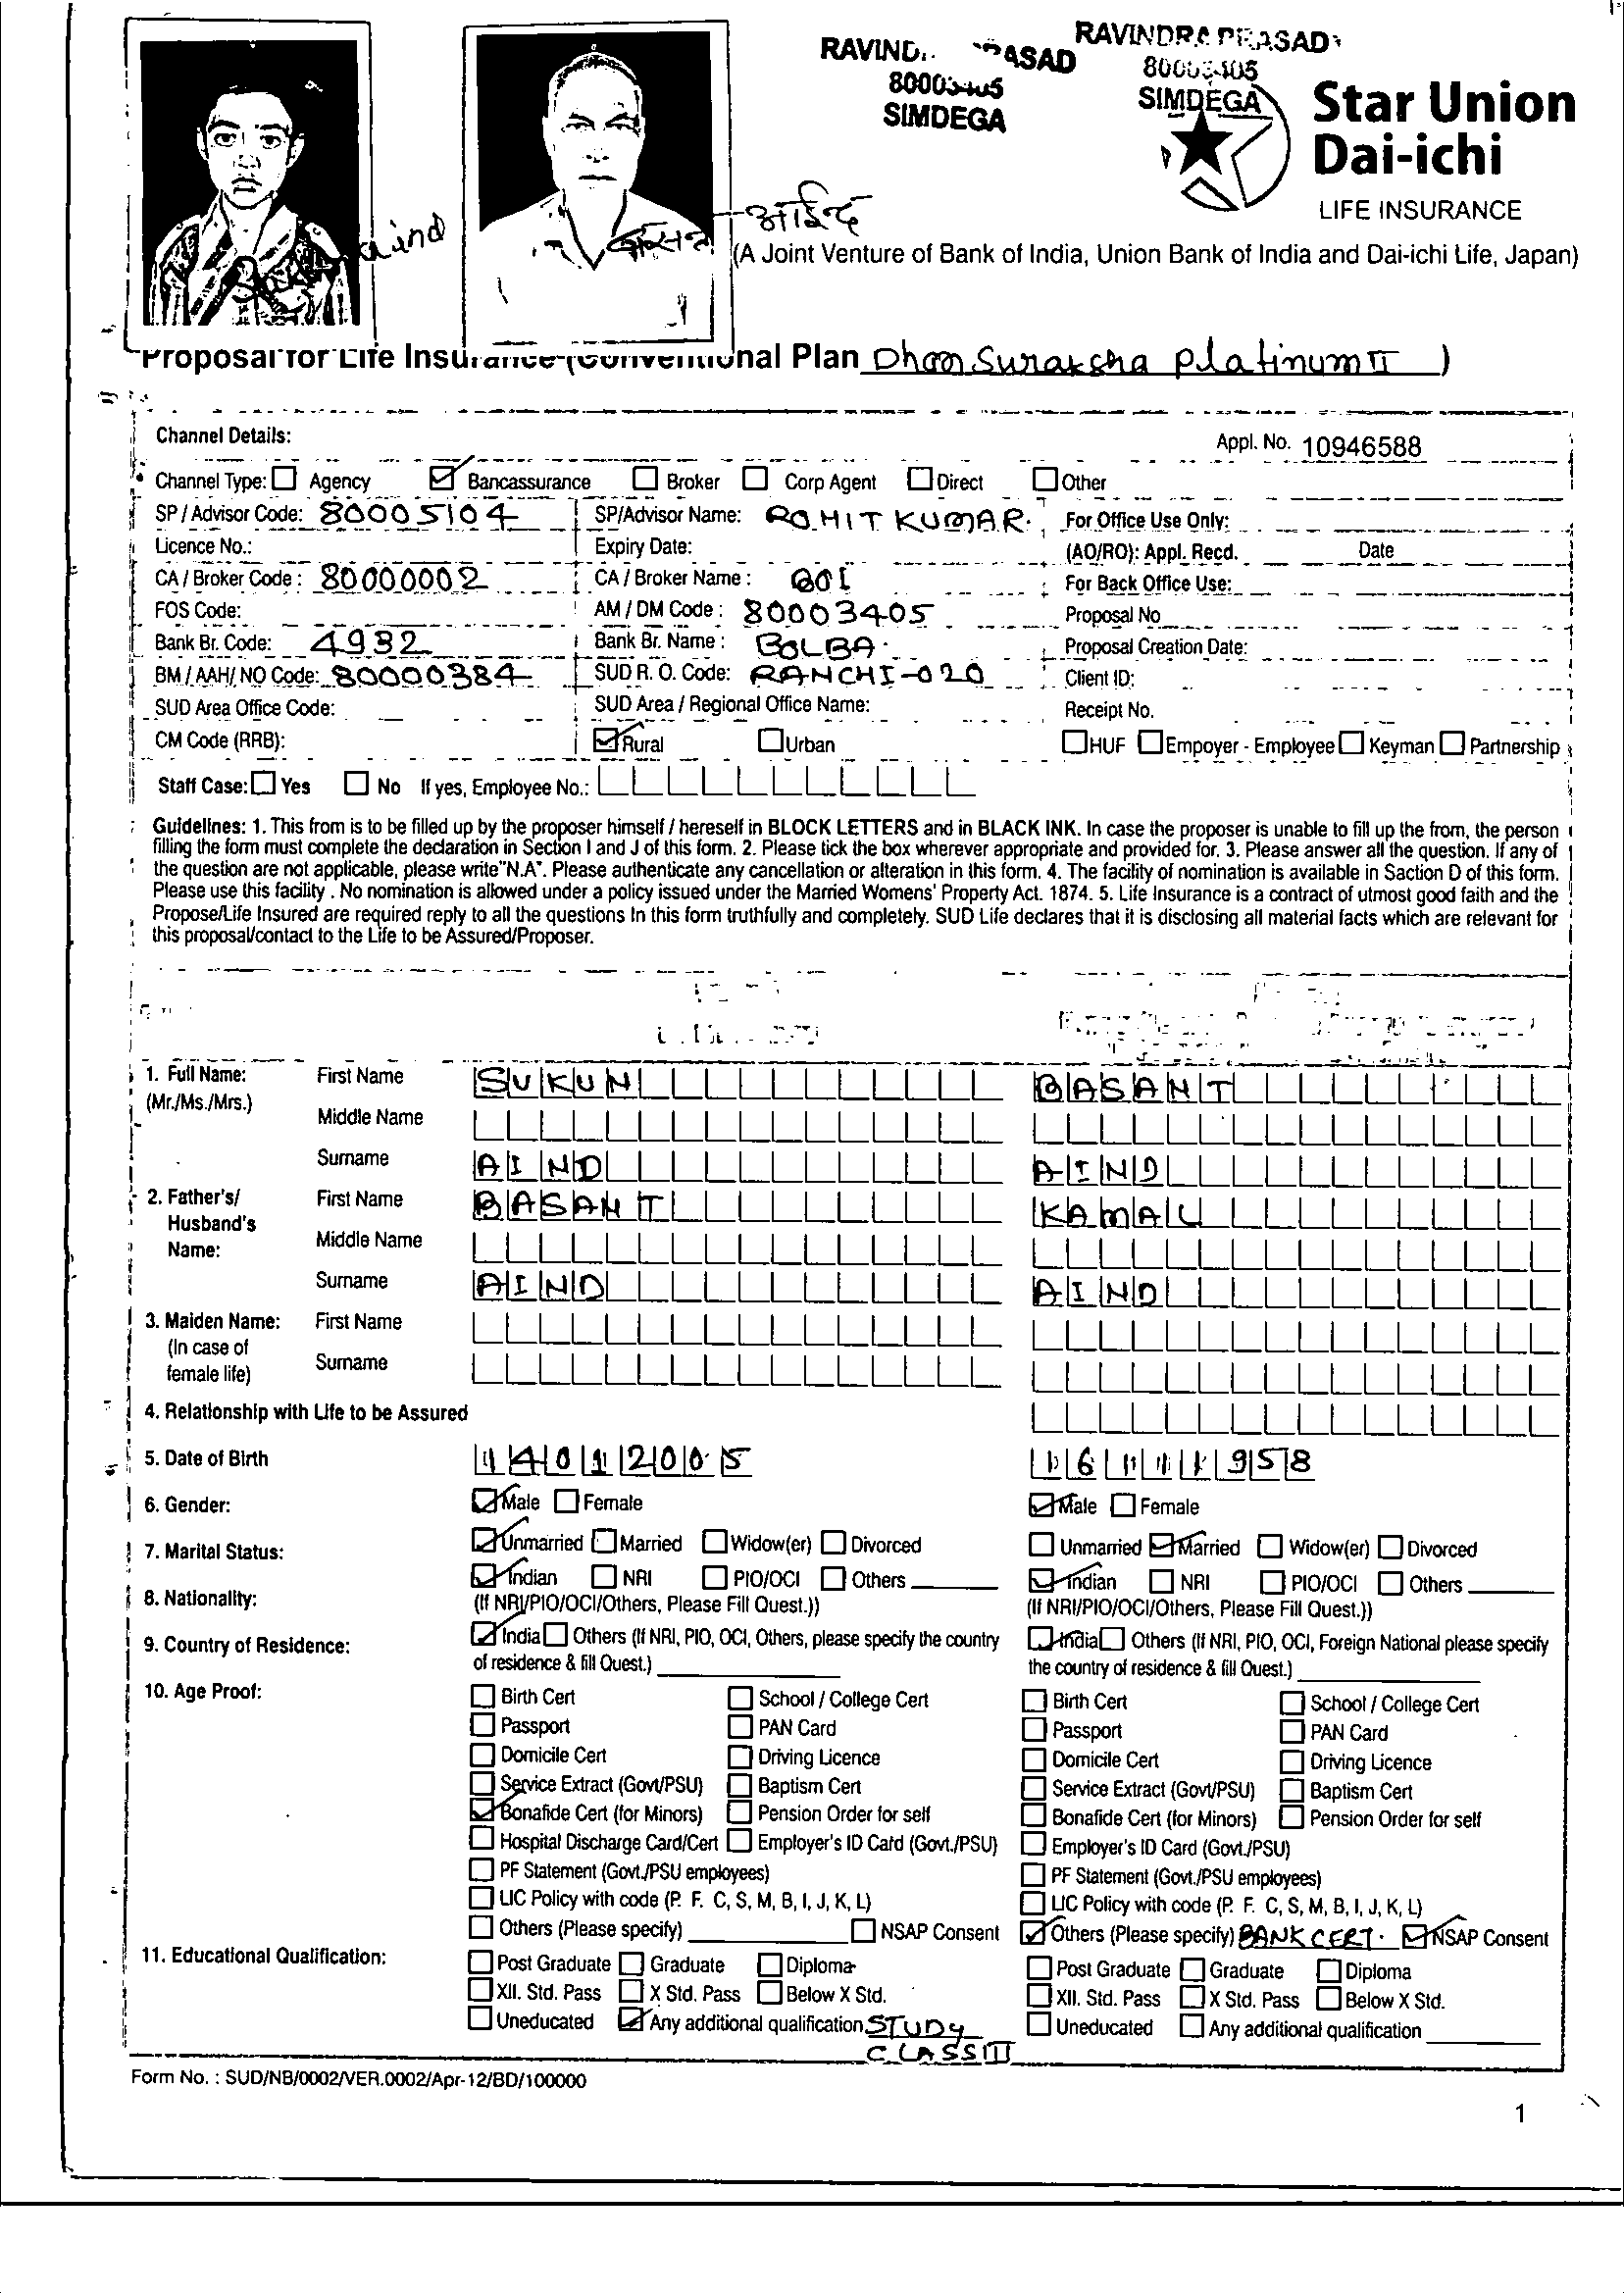 RAVINDRA PRASAD
80003405
SIMDEGA
RAVINDRA PRASAD
80003405
SIMDEGA
Star Union
Dai-ichi
LIFE INSURANCE
(A Joint Venture of Bank of India, Union Bank of India and Dai-ichi Life, Japan)
Aind
आईंद
Proposal for Life Insurance-(Conventional Plan Dhan Suraksha Platinum II )
Channel Details:
Appl. No. 10946588
Channel Type: Agency Bancassurance Broker Corp Agent Direct Other
SP / Advisor Code: 80005104 SP/Advisor Name: ROHIT KUMAR. For Office Use Only:
Licence No.: Expiry Date: (AO/RO): Appl. Recd. Date
CA / Broker Code : 80000002 CA / Broker Name : BOI For Back Office Use:
FOS Code: AM / DM Code : 80003405 Proposal No
Bank Br. Code: 4932 Bank Br. Name : BOLBA. Proposal Creation Date:
BM / AAH/ NO Code: 80000384 SUD R. O. Code: RANCHI-020 Client ID:
SUD Area Office Code: SUD Area / Regional Office Name: Receipt No.
CM Code (RRB): Rural Urban HUF Empoyer - Employee Keyman Partnership
Staff Case: Yes No If yes, Employee No.:
Guidelines: 1. This from is to be filled up by the proposer himself / hereself in BLOCK LETTERS and in BLACK INK. In case the proposer is unable to fill up the from, the person
filling the form must complete the declaration in Section I and J of this form. 2. Please tick the box wherever appropriate and provided for. 3. Please answer all the question. If any of
the question are not applicable, please write"N.A". Please authenticate any cancellation or alteration in this form. 4. The facility of nomination is available in Saction D of this form.
Please use this facility . No nomination is allowed under a policy issued under the Married Womens' Property Act. 1874. 5. Life Insurance is a contract of utmost good faith and the
Propose/Life Insured are required reply to all the questions In this form truthfully and completely. SUD Life declares that it is disclosing all material facts which are relevant for
this proposal/contact to the Life to be Assured/Proposer.
1. Full Name: First Name SUKUN BASANT
(Mr./Ms./Mrs.) Middle Name
Surname AIND AIND
2. Father's/ First Name BASANT KAMAL
Husband's
Name: Middle Name
Surname AIND AIND
3. Maiden Name: First Name
(In case of
female life) Surname
4. Relationship with Life to be Assured
5. Date of Birth 14012005 16111958
6. Gender: Male Female Male Female
7. Marital Status: Unmarried Married Widow(er) Divorced Unmarried Married Widow(er) Divorced
8. Nationality: Indian NRI PIO/OCI Others Indian NRI PIO/OCI Others
(If NRI/PIO/OCI/Others, Please Fill Quest.)) (If NRI/PIO/OCI/Others, Please Fill Quest.))
9. Country of Residence: India Others (If NRI, PIO, OCI, Others, please specify the country India Others (If NRI, PIO, OCI, Foreign National please specify
of residence & fill Quest.) the country of residence & fill Quest.)
10. Age Proof: Birth Cert School / College Cert Birth Cert School / College Cert
Passport PAN Card Passport PAN Card
Domicile Cert Driving Licence Domicile Cert Driving Licence
Service Extract (Govt/PSU) Baptism Cert Service Extract (Govt/PSU) Baptism Cert
Bonafide Cert (for Minors) Pension Order for self Bonafide Cert (for Minors) Pension Order for self
Hospital Discharge Card/Cert Employer's ID Card (Govt./PSU) Employer's ID Card (Govt./PSU)
PF Statement (Govt./PSU employees) PF Statement (Govt./PSU employees)
LIC Policy with code (P. F. C, S, M, B, I, J, K, L) LIC Policy with code (P. F. C, S, M, B, I, J, K, L)
Others (Please specify) NSAP Consent Others (Please specify) BANK CERT. NSAP Consent
11. Educational Qualification: Post Graduate Graduate Diploma Post Graduate Graduate Diploma
XII. Std. Pass X Std. Pass Below X Std. XII. Std. Pass X Std. Pass Below X Std.
Uneducated Any additional qualification STUDY Uneducated Any additional qualification
CLASS III
Form No. : SUD/NB/0002/VER.0002/Apr-12/BD/100000
1